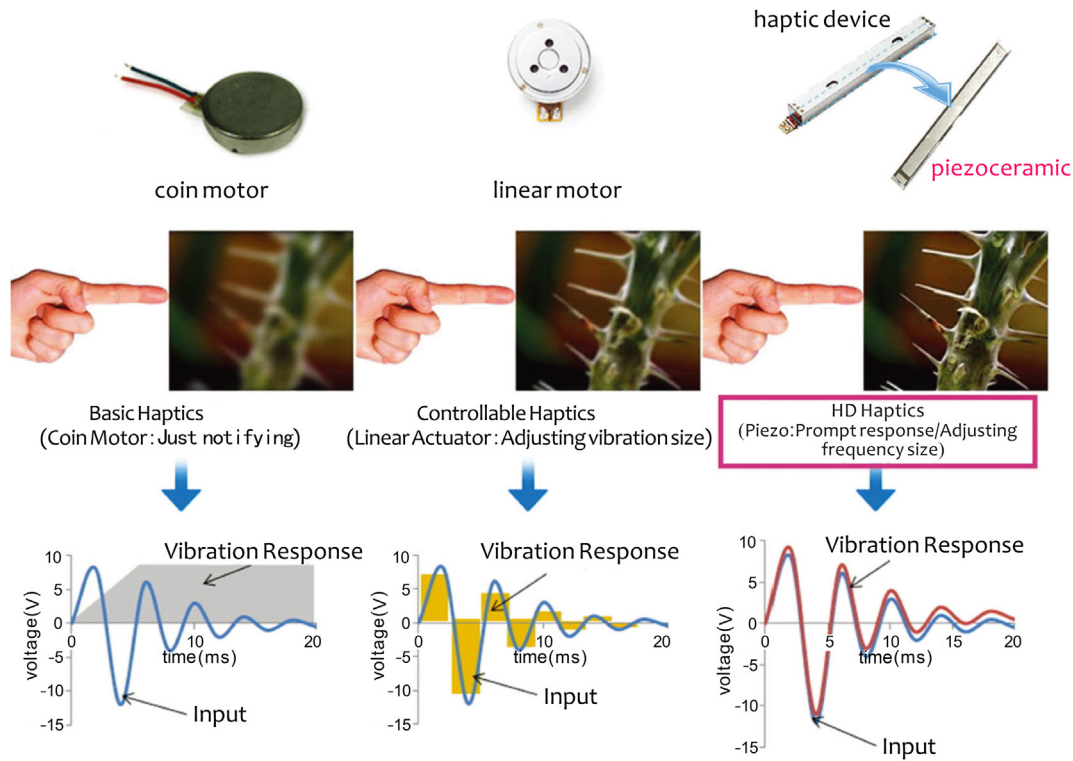 haptic device
piezoceramic
coin motor
linear motor
Basic Haptics
(Coin Motor: Just notifying)
Controllable Haptics
(Linear Actuator: Adjusting vibration size)
HD Haptics
(Piezo:Prompt response/Adjusting
frequency size)
10
5
0
-5
-10
-15
voltage(V)
0
10
20
time(ms)
Vibration Response
Input
10
5
0
-5
-10
-15
voltage(V)
0
10
20
time(ms)
Vibration Response
Input
10
5
0
-5
-10
-15
voltage(V)
0
5
10
15
20
time(ms)
Vibration Response
Input